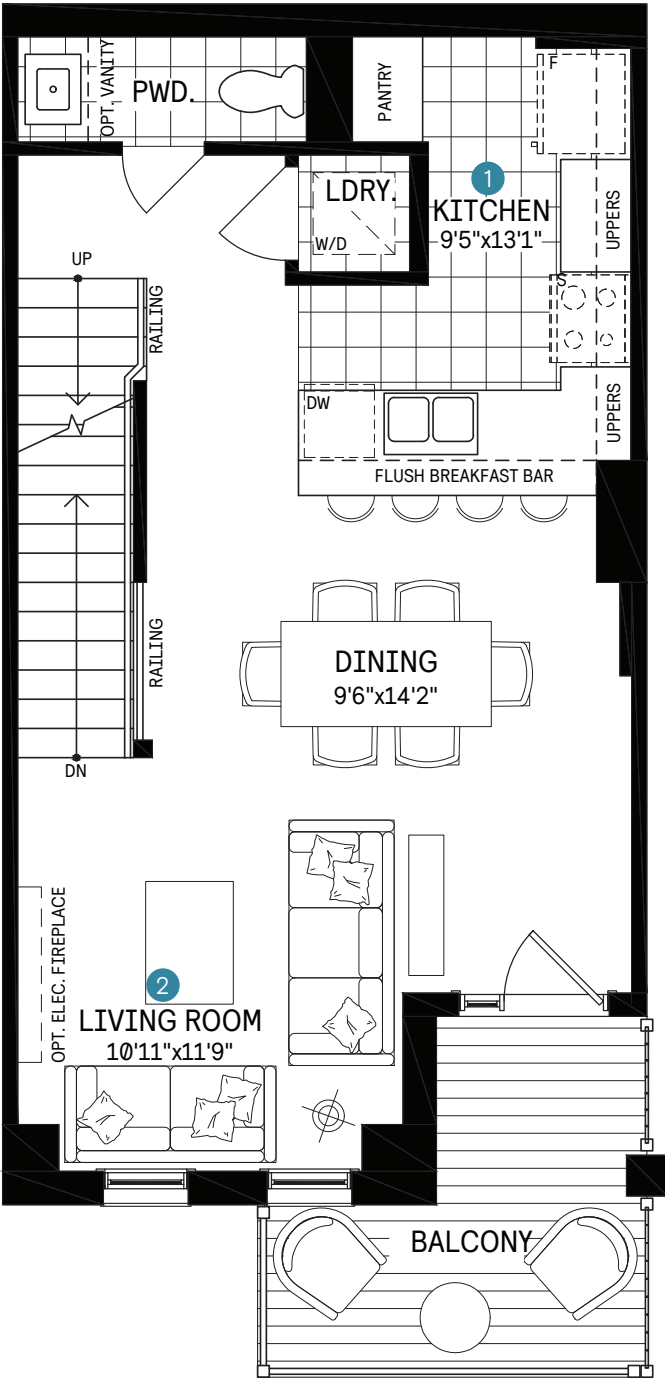 OPT. VANITY
PWD.
PANTRY
F
1
KITCHEN
9'5"x13'1"
LDRY.
W/D
UPPERS
UP
RAILING
S
DW
UPPERS
FLUSH BREAKFAST BAR
RAILING
DINING
9'6"x14'2"
DN
OPT. ELEC. FIREPLACE
2
LIVING ROOM
10'11"x11'9"
BALCONY